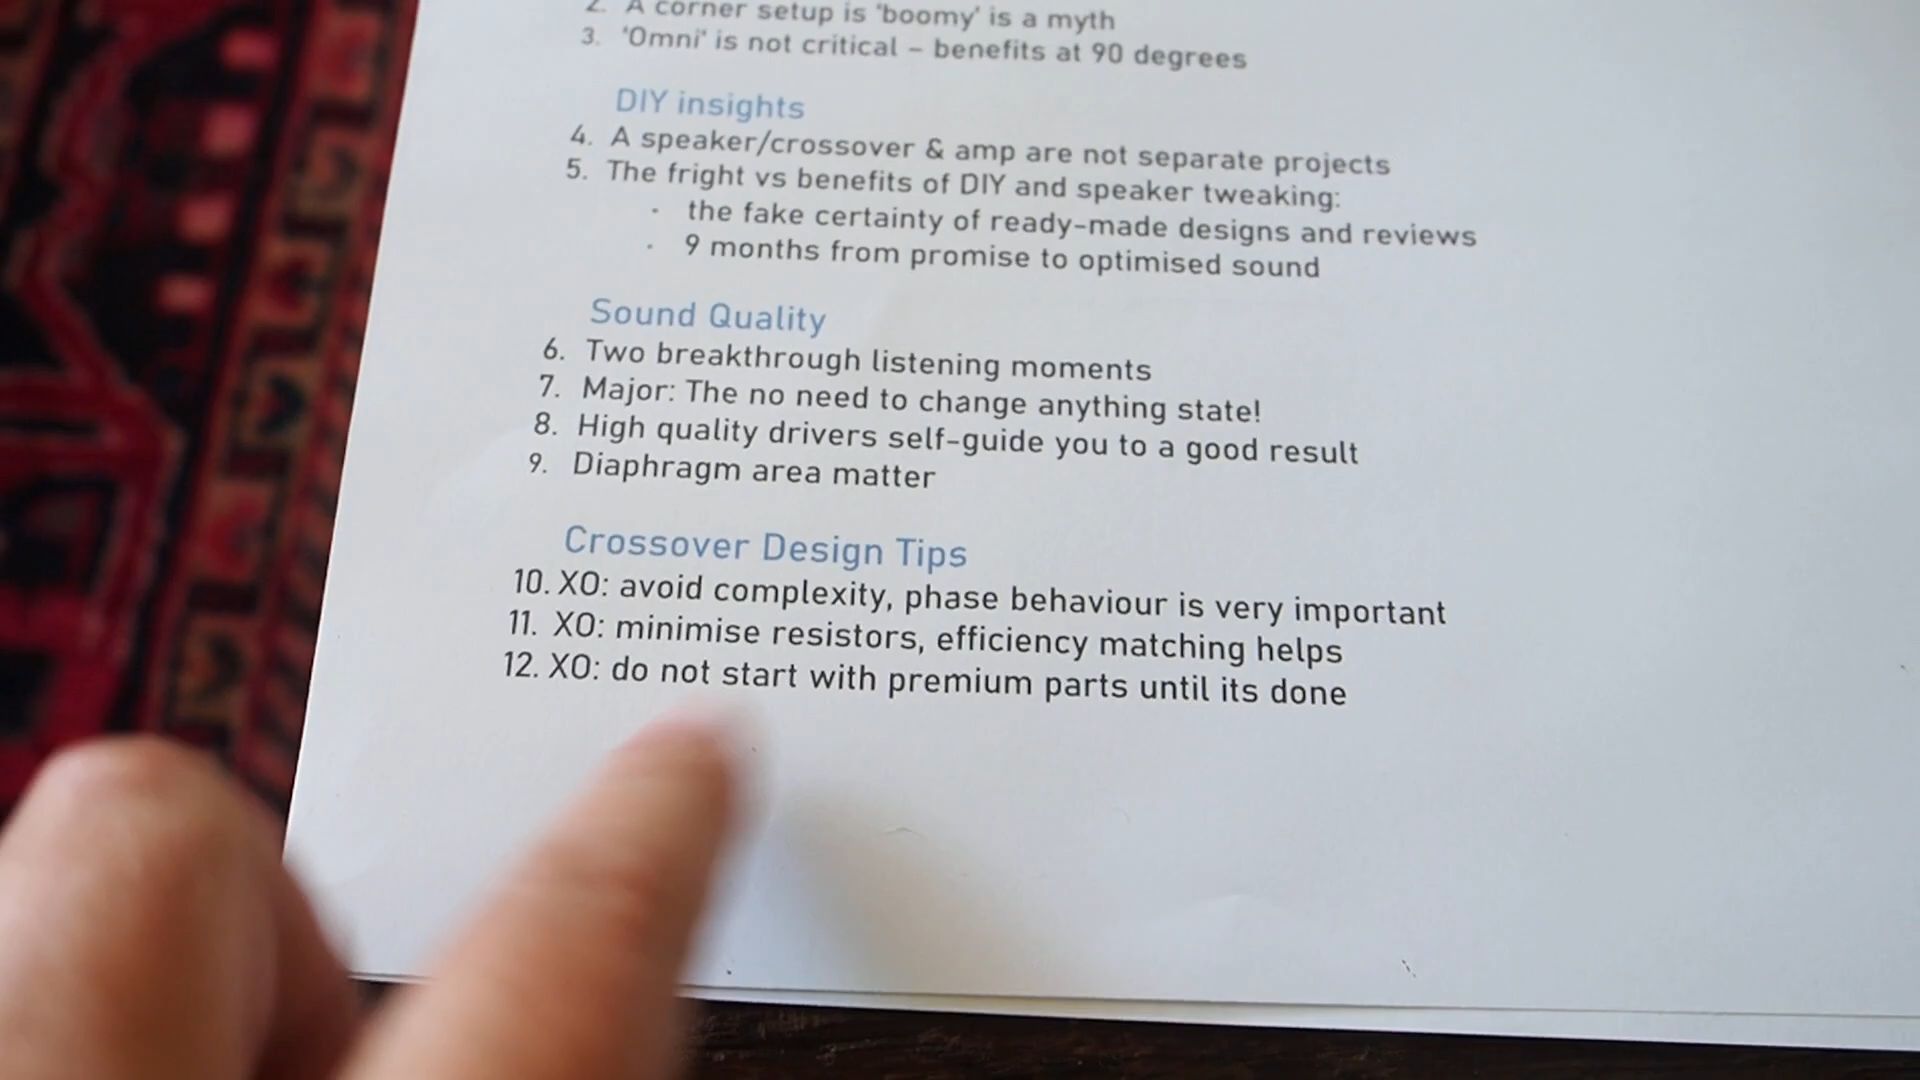 2. A corner setup is 'boomy' is a myth
3. 'Omni' is not critical – benefits at 90 degrees
DIY insights
4. A speaker/crossover & amp are not separate projects
5. The fright vs benefits of DIY and speaker tweaking:
- the fake certainty of ready-made designs and reviews
- 9 months from promise to optimised sound
Sound Quality
6. Two breakthrough listening moments
7. Major: The no need to change anything state!
8. High quality drivers self-guide you to a good result
9. Diaphragm area matter
Crossover Design Tips
10. XO: avoid complexity, phase behaviour is very important
11. XO: minimise resistors, efficiency matching helps
12. XO: do not start with premium parts until its done